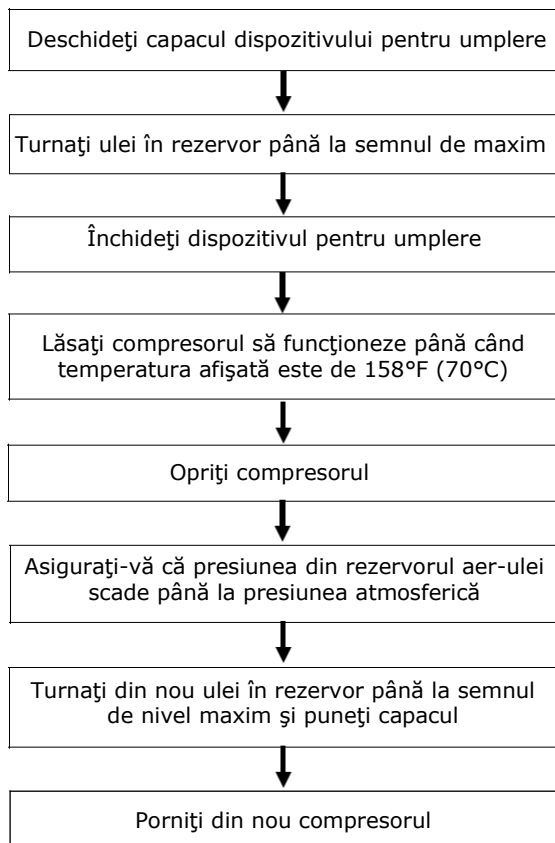 Deschideţi capacul dispozitivului pentru umplere
Turnaţi ulei în rezervor până la semnul de maxim
Închideţi dispozitivul pentru umplere
Lăsaţi compresorul să funcţioneze până când
temperatura afişată este de 158°F (70°C)
Opriţi compresorul
Asiguraţi-vă că presiunea din rezervorul aer-ulei
scade până la presiunea atmosferică
Turnaţi din nou ulei în rezervor până la semnul
de nivel maxim şi puneţi capacul
Porniţi din nou compresorul